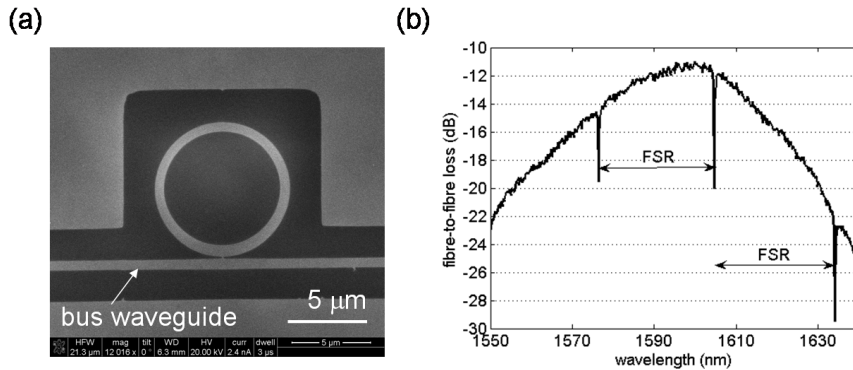 (a)
bus waveguide
5 μm
HFW mag tilt WD HV curr dwell
21.3 μm 12 016 x 0° 6.3 mm 20.00 kV 2.4 nA 3 μs
5 μm
(b)
fibre-to-fibre loss (dB)
-10
-12
-14
-16
-18
-20
-22
-24
-26
-28
-30
FSR
FSR
1550 1570 1590 1610 1630
wavelength (nm)